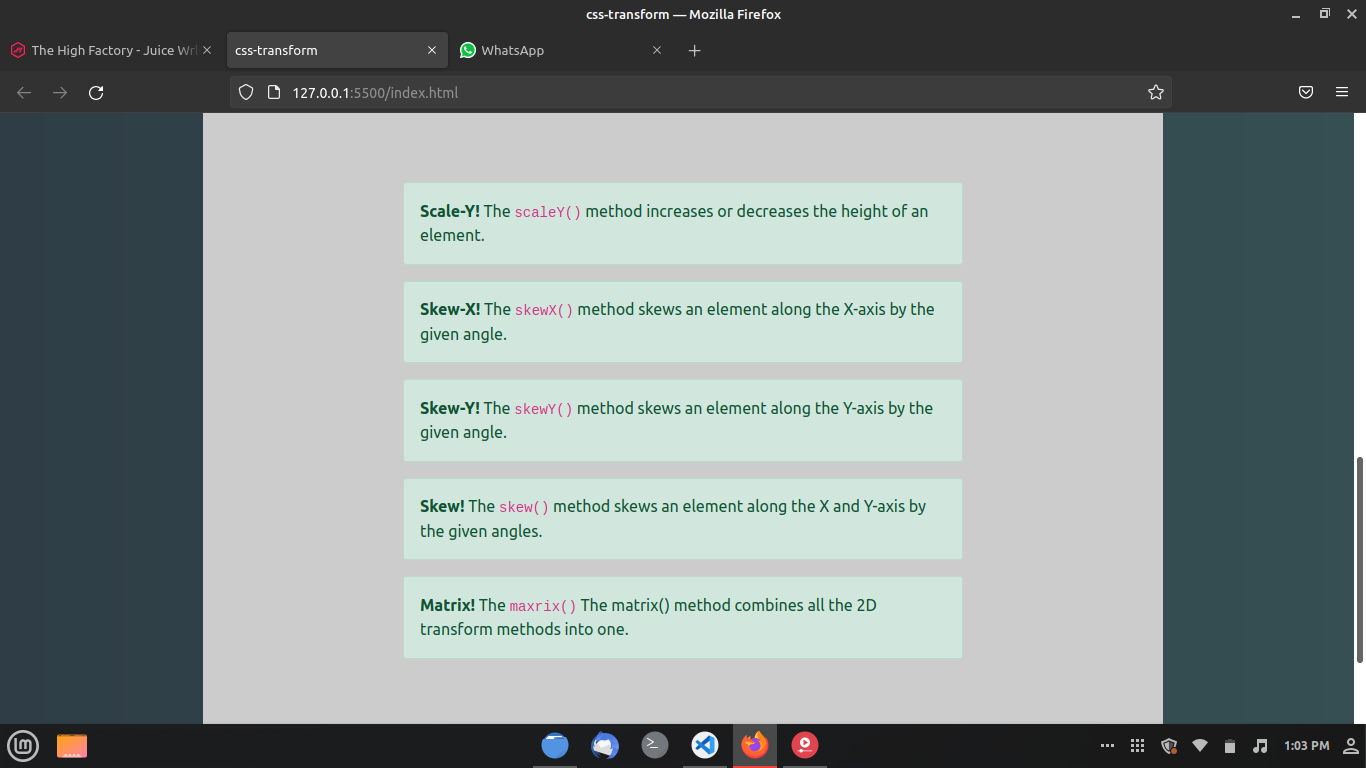 css-transform — Mozilla Firefox
The High Factory - Juice Wrl
css-transform
WhatsApp
127.0.0.1:5500/index.html
Scale-Y! The scaleY() method increases or decreases the height of an
element.
Skew-X! The skewX() method skews an element along the X-axis by the
given angle.
Skew-Y! The skewY() method skews an element along the Y-axis by the
given angle.
Skew! The skew() method skews an element along the X and Y-axis by
the given angles.
Matrix! The maxrix() The matrix() method combines all the 2D
transform methods into one.
1:03 PM